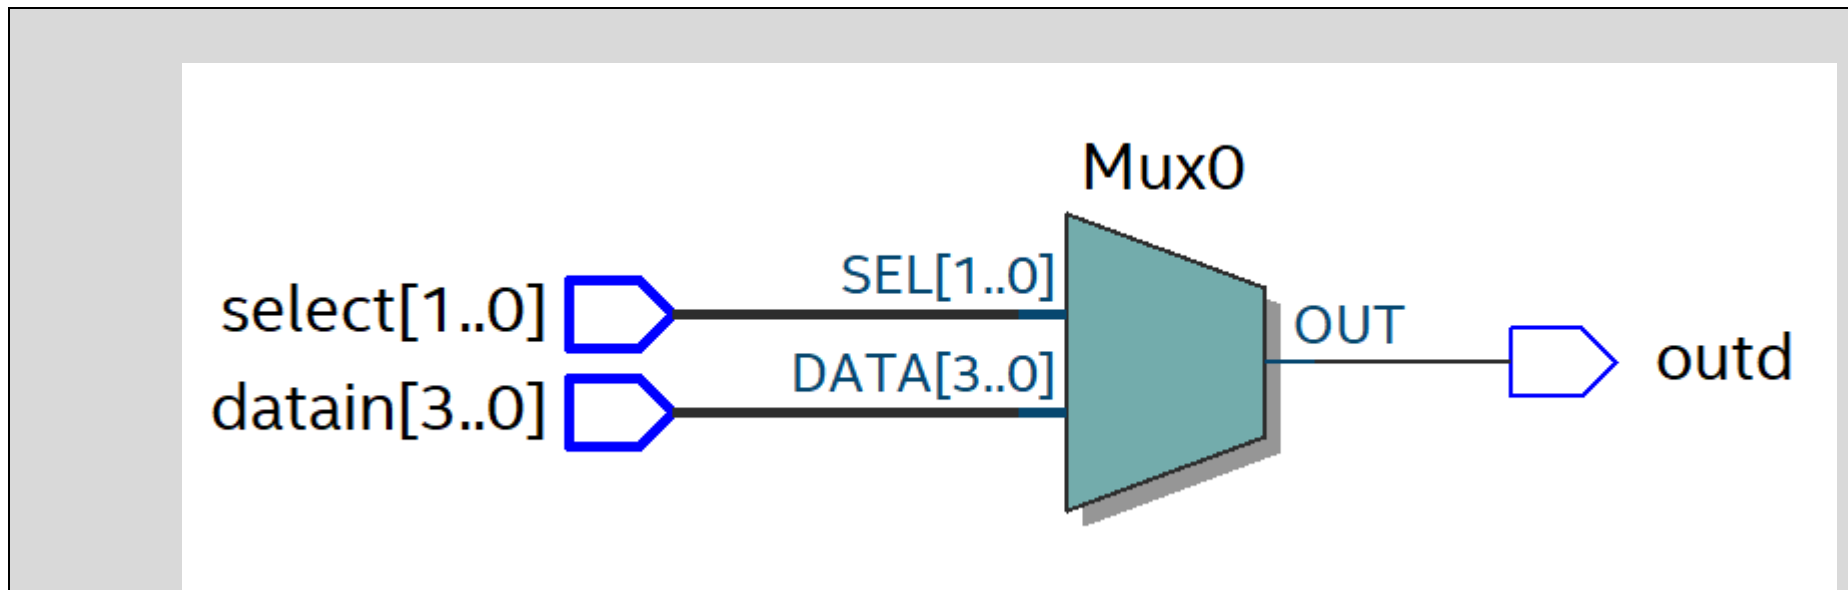 Mux0
SEL[1..0]
select[1..0]
OUT
outd
DATA[3..0]
datain[3..0]